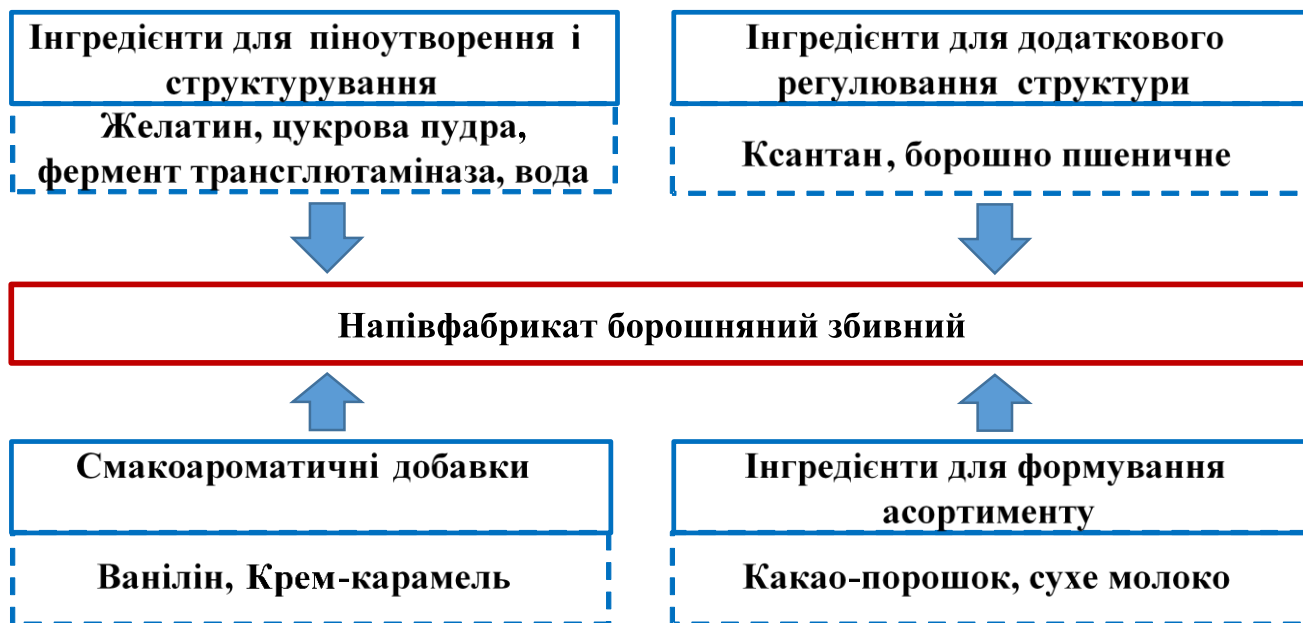 Інгредієнти для піноутворення і
структурування
Желатин, цукрова пудра,
фермент трансглютаміназа, вода
Інгредієнти для додаткового
регулювання структури
Ксантан, борошно пшеничне
Напівфабрикат борошняний збивний
Смакоароматичні добавки
Ванілін, Крем-карамель
Інгредієнти для формування
асортименту
Какао-порошок, сухе молоко